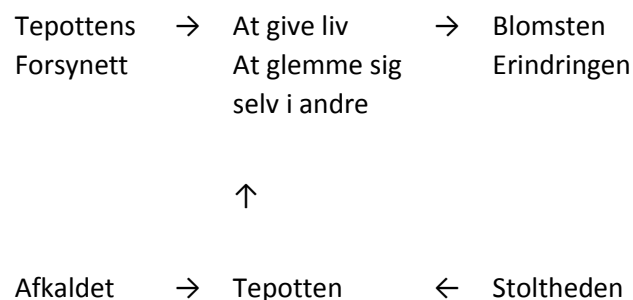 Tepottens → At give liv → Blomsten
Forsynett At glemme sig Erindringen
selv i andre
↑
Afkaldet → Tepotten ← Stoltheden